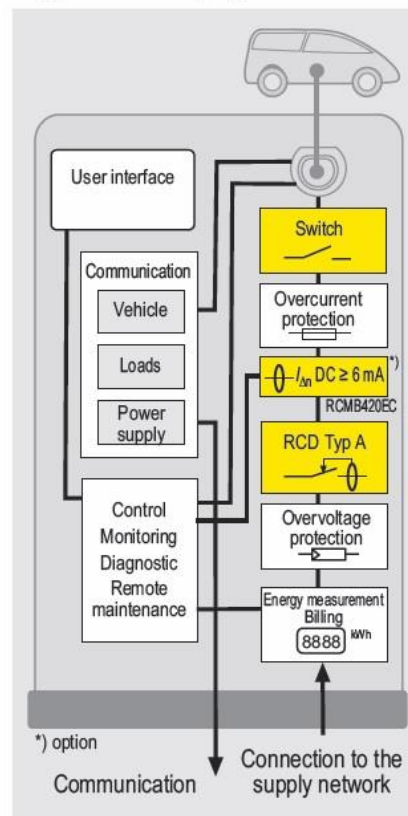 User interface
Communication
Vehicle
Loads
Power
supply
Control
Monitoring
Diagnostic
Remote
maintenance
Switch
Overcurrent
protection
I∆n DC ≥ 6 mA *)
RCMB420EC
RCD Typ A
Overvoltage
protection
Energy measurement
Billing
8888 kWh
*) option
Communication
Connection to the
supply network